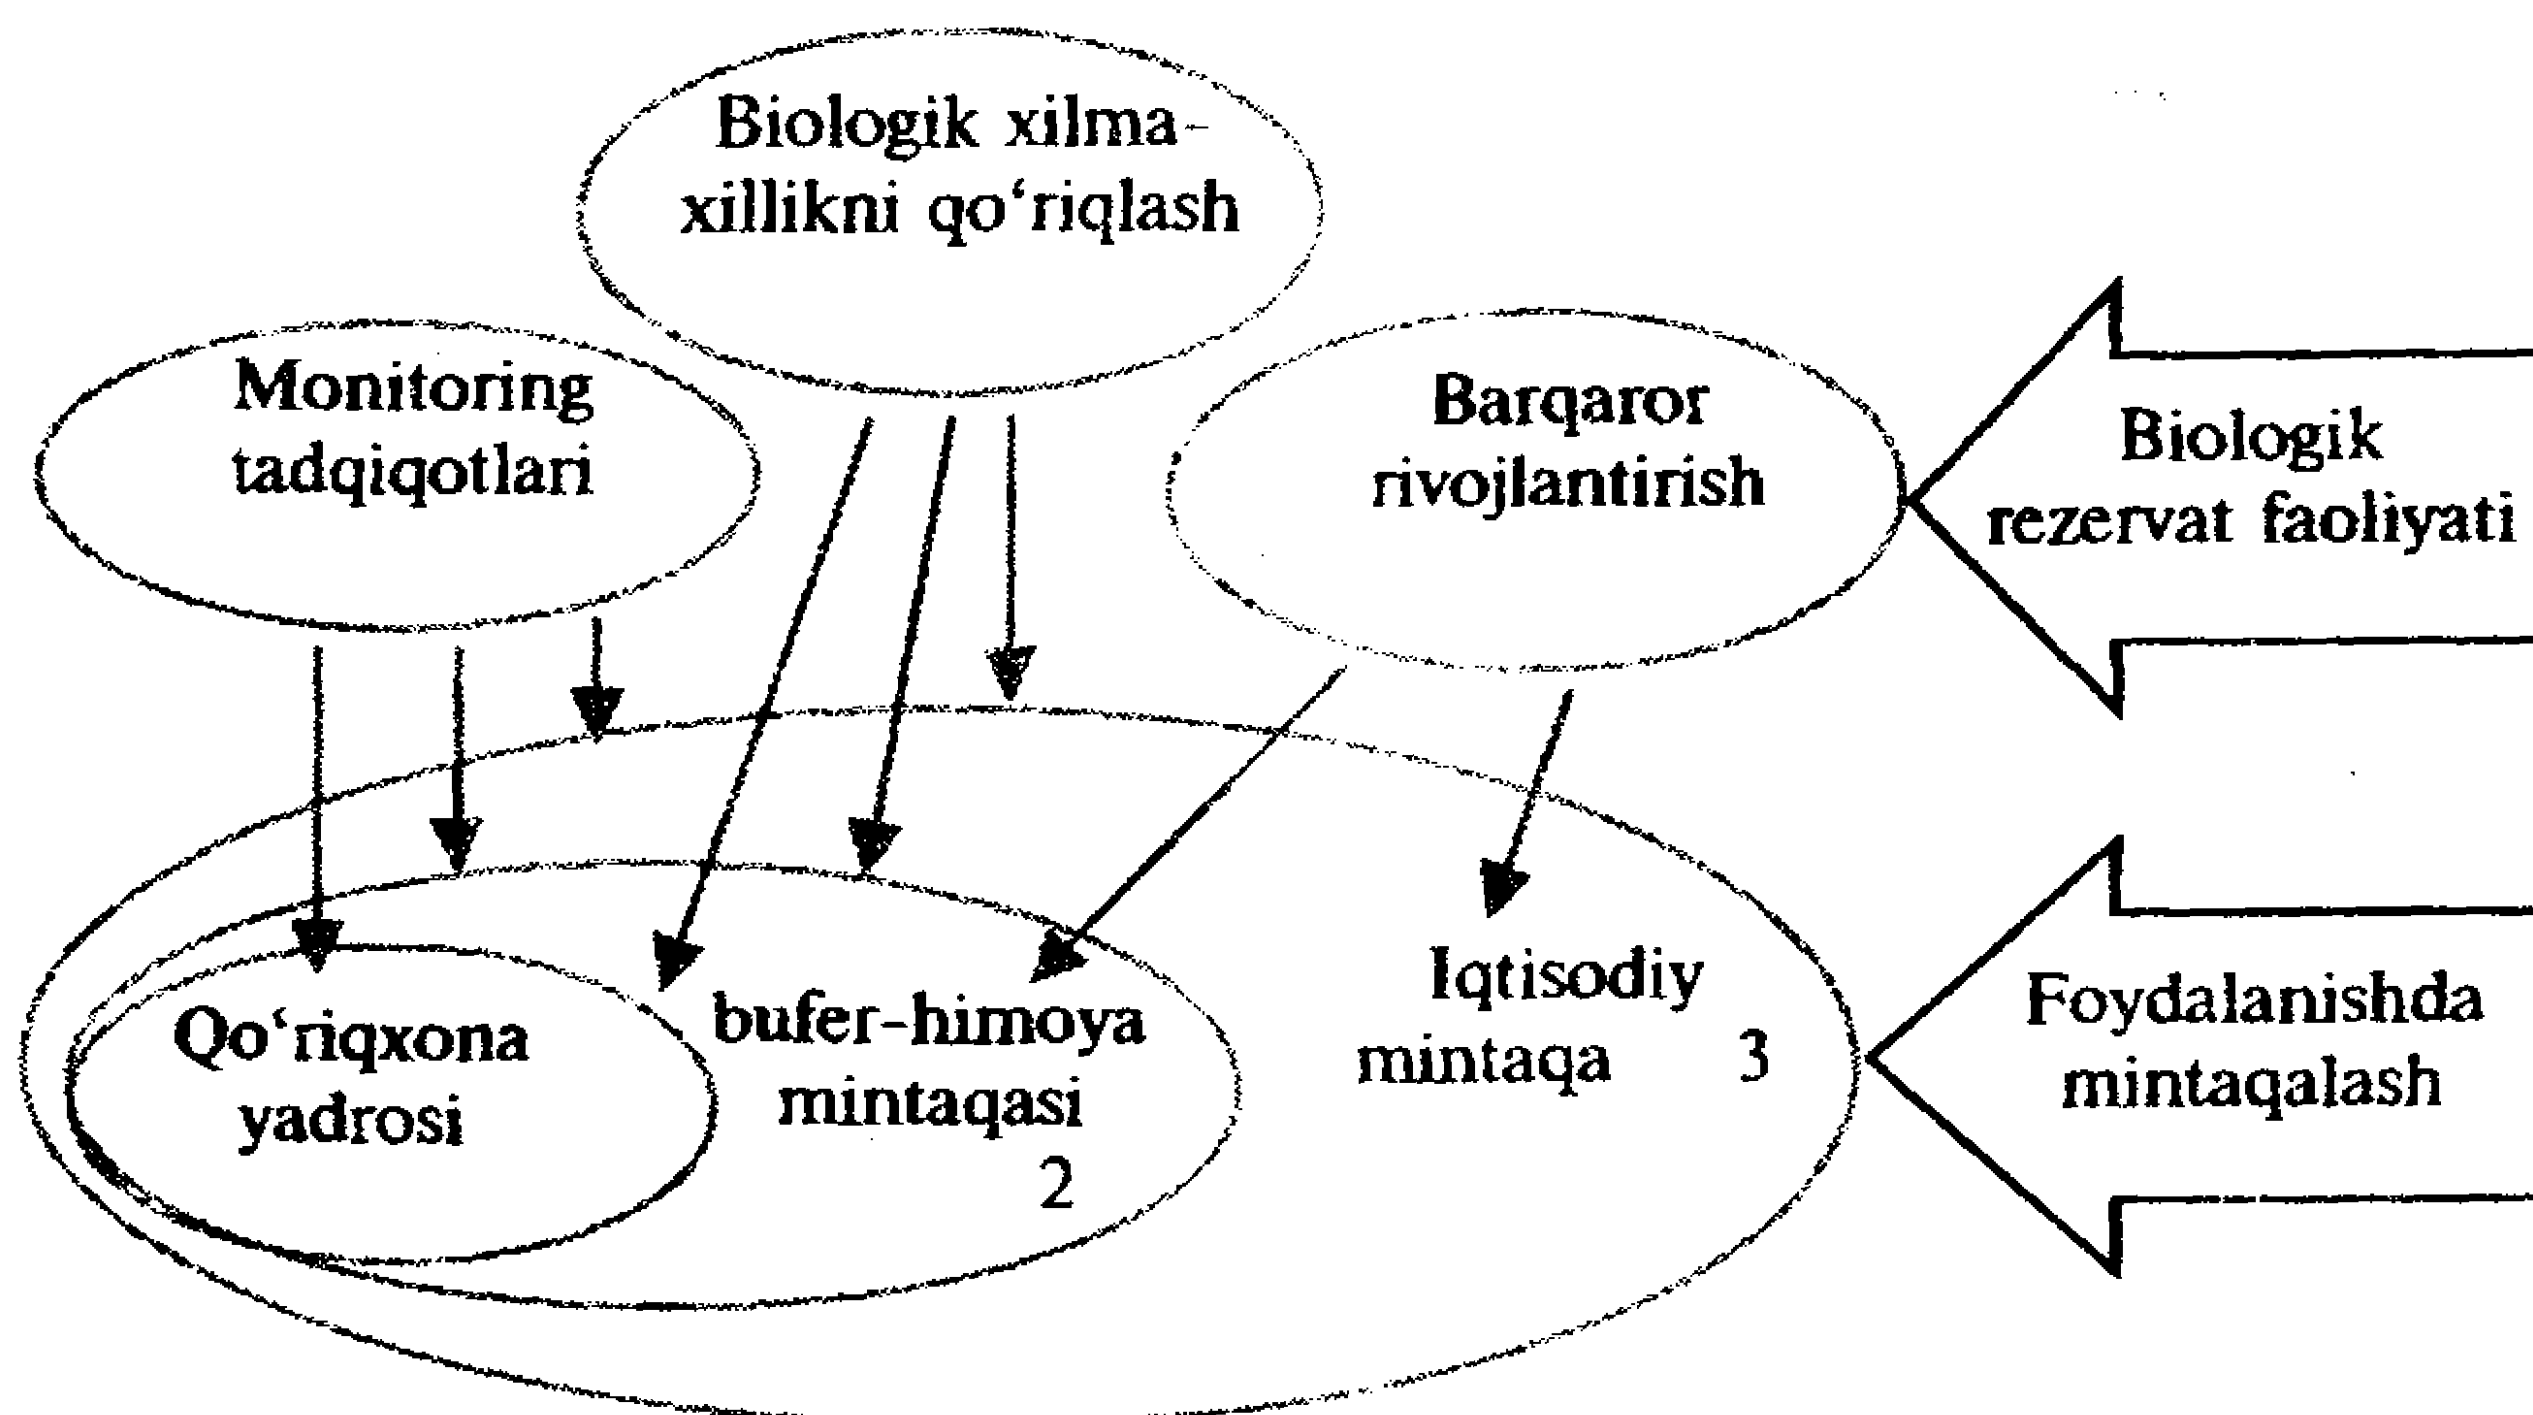 Biologik xilma-
xillikni qo‘riqlash
Monitoring
tadqiqotlari
Barqaror
rivojlantirish
Biologik
rezervat faoliyati
Qo‘riqxona
yadrosi
bufer-himoya
mintaqasi
2
Iqtisodiy
mintaqa 3
Foydalanishda
mintaqalash